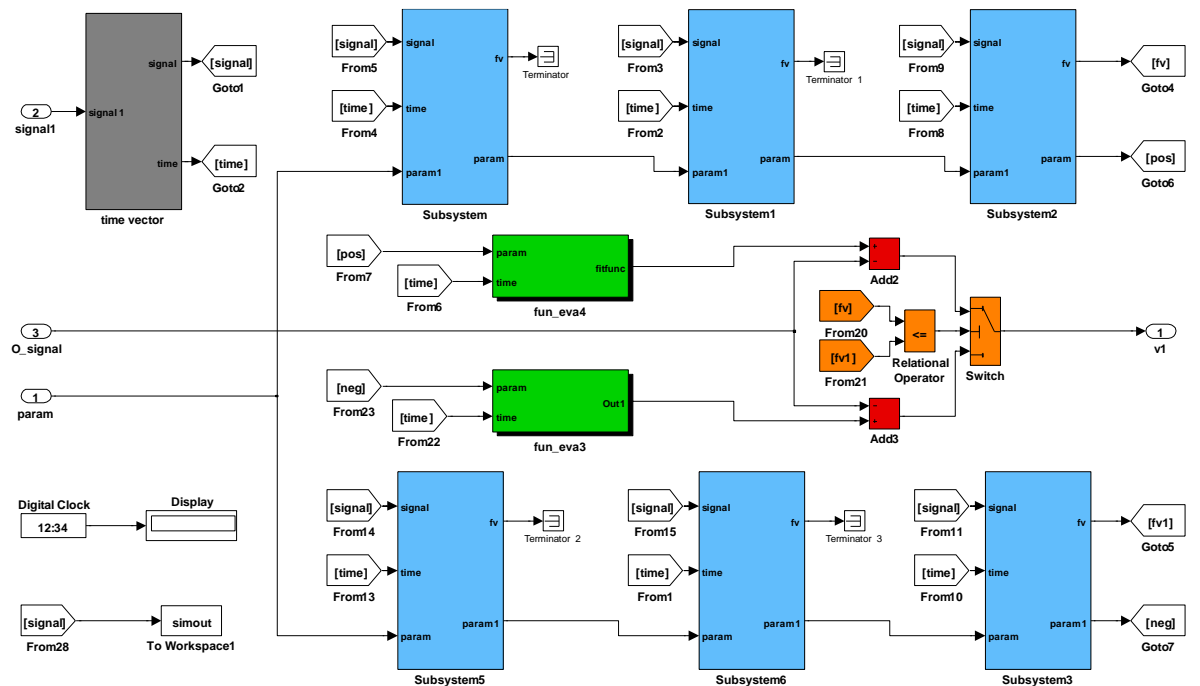 signal 1
signal
time
time vector
2
signal1
[signal]
Goto1
[time]
Goto2
[signal]
From5
[time]
From4
signal
time
param1
fv
param
Subsystem
Terminator
[signal]
From3
[time]
From2
signal
time
param1
fv
param
Subsystem1
Terminator 1
[signal]
From9
[time]
From8
signal
time
param1
fv
param
Subsystem2
[fv]
Goto4
[pos]
Goto6
[pos]
From7
[time]
From6
param
time
fitfunc
fun_eva4
+
-
Add2
3
O_signal
[fv]
From20
[fv1]
From21
<=
Relational
Operator
Switch
1
v1
1
param
[neg]
From23
[time]
From22
param
time
Out1
fun_eva3
-
+
Add3
Digital Clock
12:34
Display
[signal]
From28
simout
To Workspace1
[signal]
From14
[time]
From13
signal
time
param
fv
param1
Subsystem5
Terminator 2
[signal]
From15
[time]
From1
signal
time
param
fv
param1
Subsystem6
Terminator 3
[signal]
From11
[time]
From10
signal
time
param
fv
param1
Subsystem3
[fv1]
Goto5
[neg]
Goto7